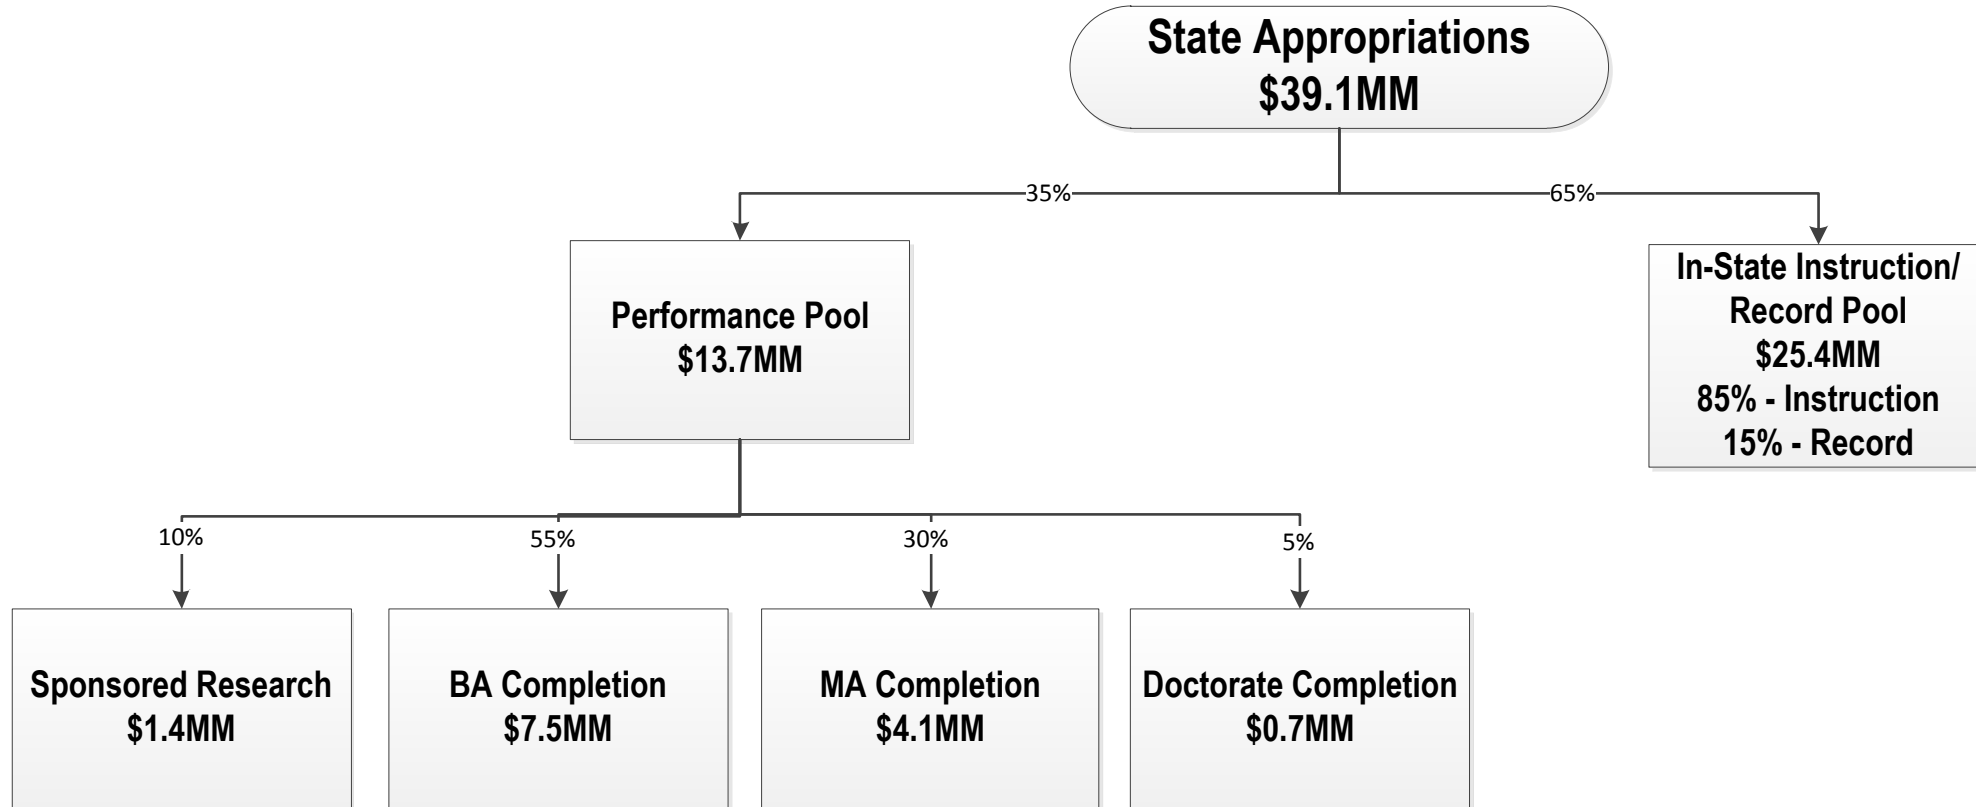 State Appropriations
$39.1MM
35%
65%
Performance Pool
$13.7MM
In-State Instruction/
Record Pool
$25.4MM
85% - Instruction
15% - Record
10%
55%
30%
5%
Sponsored Research
$1.4MM
BA Completion
$7.5MM
MA Completion
$4.1MM
Doctorate Completion
$0.7MM